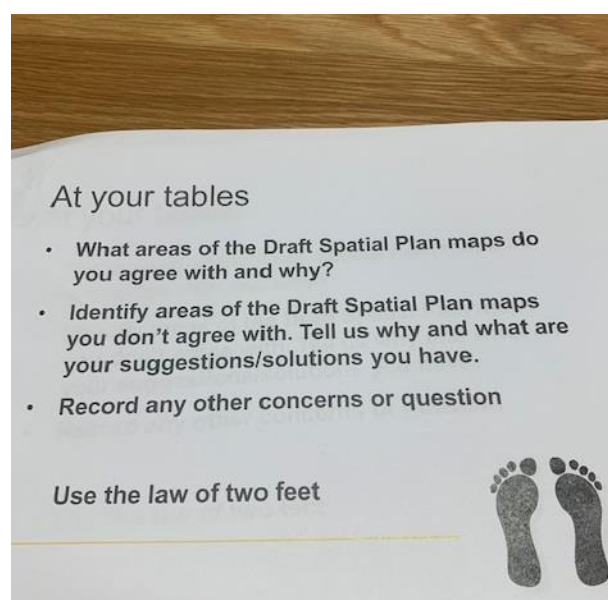 At your tables
• What areas of the Draft Spatial Plan maps do
you agree with and why?
• Identify areas of the Draft Spatial Plan maps
you don't agree with. Tell us why and what are
your suggestions/solutions you have.
• Record any other concerns or question
Use the law of two feet